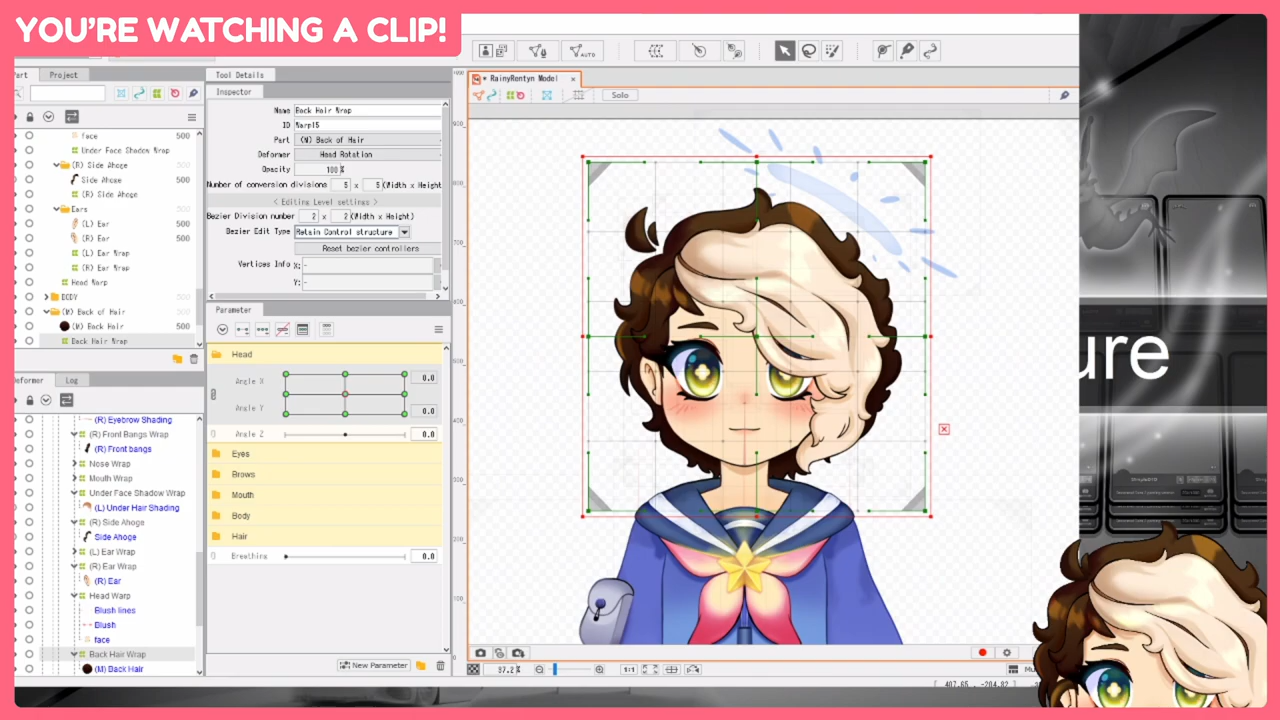 YOU'RE WATCHING A CLIP!
Project
Tool Details
Inspector
Name Back Hair Wrap
ID Warp15
Part (M) Back of Hair
Deformer Head Rotation
Opacity 100 %
Number of conversion divisions 5 x 5 (Width x Height
< Editing Level settings >
Bezier Division number 2 x 2 (Width x Height)
Bezier Edit Type Retain Control structure
Reset bezier controllers
Vertices Info X: -
Y: -
face 500
Under Face Shadow Wrap
(R) Side Ahoge
Side Ahoge 500
(R) Side Ahoge
Ears
(L) Ear 500
(R) Ear 500
(L) Ear Wrap
(R) Ear Wrap
Head Warp
BODY
(M) Back of Hair
(M) Back Hair 500
Back Hair Wrap
Log
(R) Eyebrow Shading
(R) Front Bangs Wrap
(R) Front bangs
Nose Wrap
Mouth Wrap
Under Face Shadow Wrap
(L) Under Hair Shading
(R) Side Ahoge
Side Ahoge
(L) Ear Wrap
(R) Ear Wrap
(R) Ear
Head Warp
Blush lines
Blush
face
Back Hair Wrap
(M) Back Hair
Parameter
Head
Angle X 0.0
Angle Y 0.0
Angle Z 0.0
Eyes
Brows
Mouth
Body
Hair
Breathing 0.0
New Parameter
AUTO
* RainyRontyn Model ×
Solo
97.2%
1:1
ure